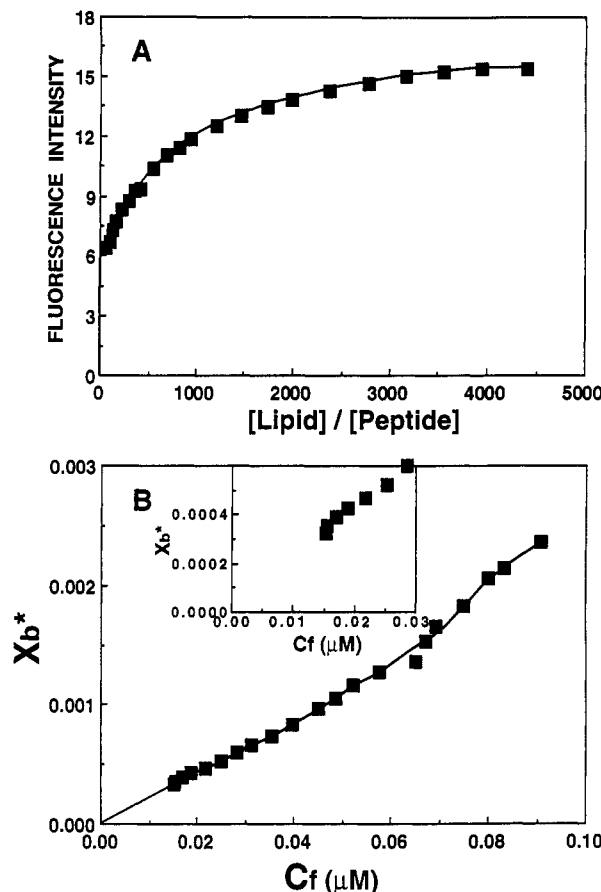 A
FLUORESCENCE INTENSITY
18
15
12
9
6
3
0
0 1000 2000 3000 4000 5000
[Lipid] / [Peptide]
B
Xb*
0.003
0.002
0.001
0.000
0.00 0.02 0.04 0.06 0.08 0.10
Cf (μM)
Xb*
0.0004
0.0002
0.0000
0.00 0.01 0.02 0.03
Cf (μM)